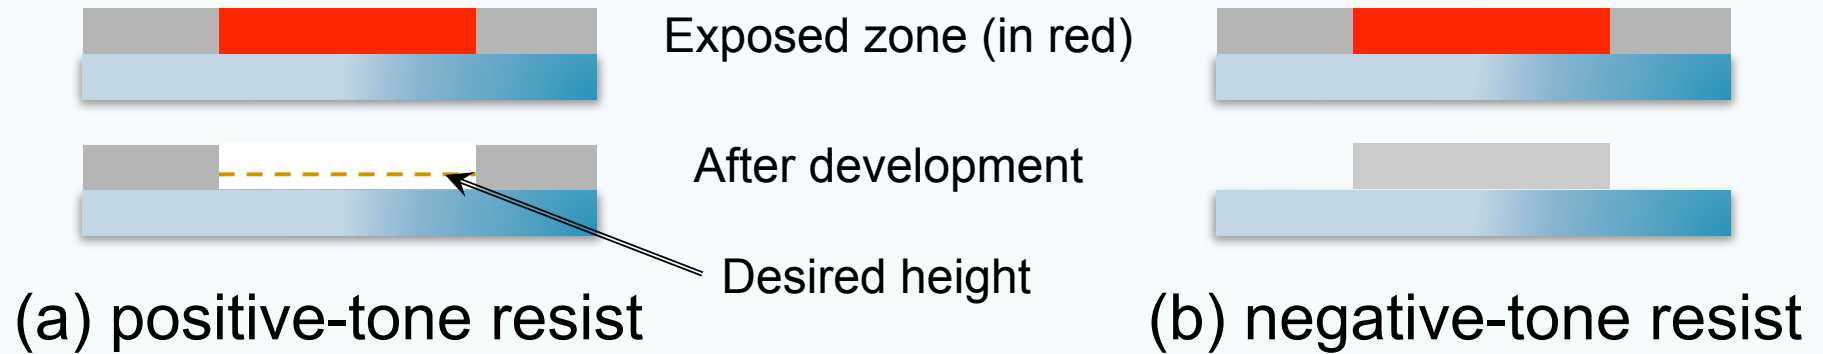 Exposed zone (in red)
After development
Desired height
(a) positive-tone resist
(b) negative-tone resist